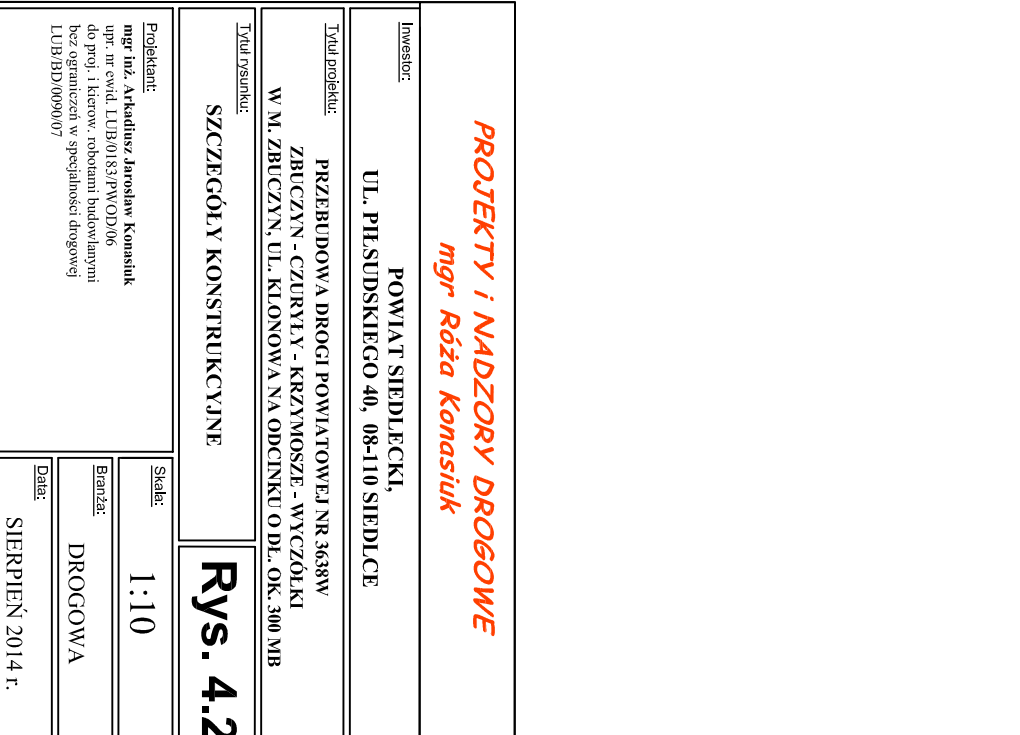 PROJEKTY i NADZORY DROGOWE
mgr Róża Konasiuk
Inwestor:
POWIAT SIEDLECKI,
UL. PIŁSUDSKIEGO 40, 08-110 SIEDLCE
Tytuł projektu:
PRZEBUDOWA DROGI POWIATOWEJ NR 3638W
ZBUCZYN - CZURYŁY - KRZYMOSZE - WYCZÓŁKI
W M. ZBUCZYN, UL. KLONOWA NA ODCINKU O DŁ. OK. 300 MB
Tytuł rysunku:
SZCZEGÓŁY KONSTRUKCYJNE
Rys. 4.2
Projektant:
mgr inż. Arkadiusz Jarosław Konasiuk
upr. nr ewid. LUB/0183/PWOD/06
do proj. i kierow. robotami budowlanymi
bez ograniczeń w specjalności drogowej
LUB/BD/0090/07
Skala:
1:10
Branża:
DROGOWA
Data:
SIERPIEŃ 2014 r.